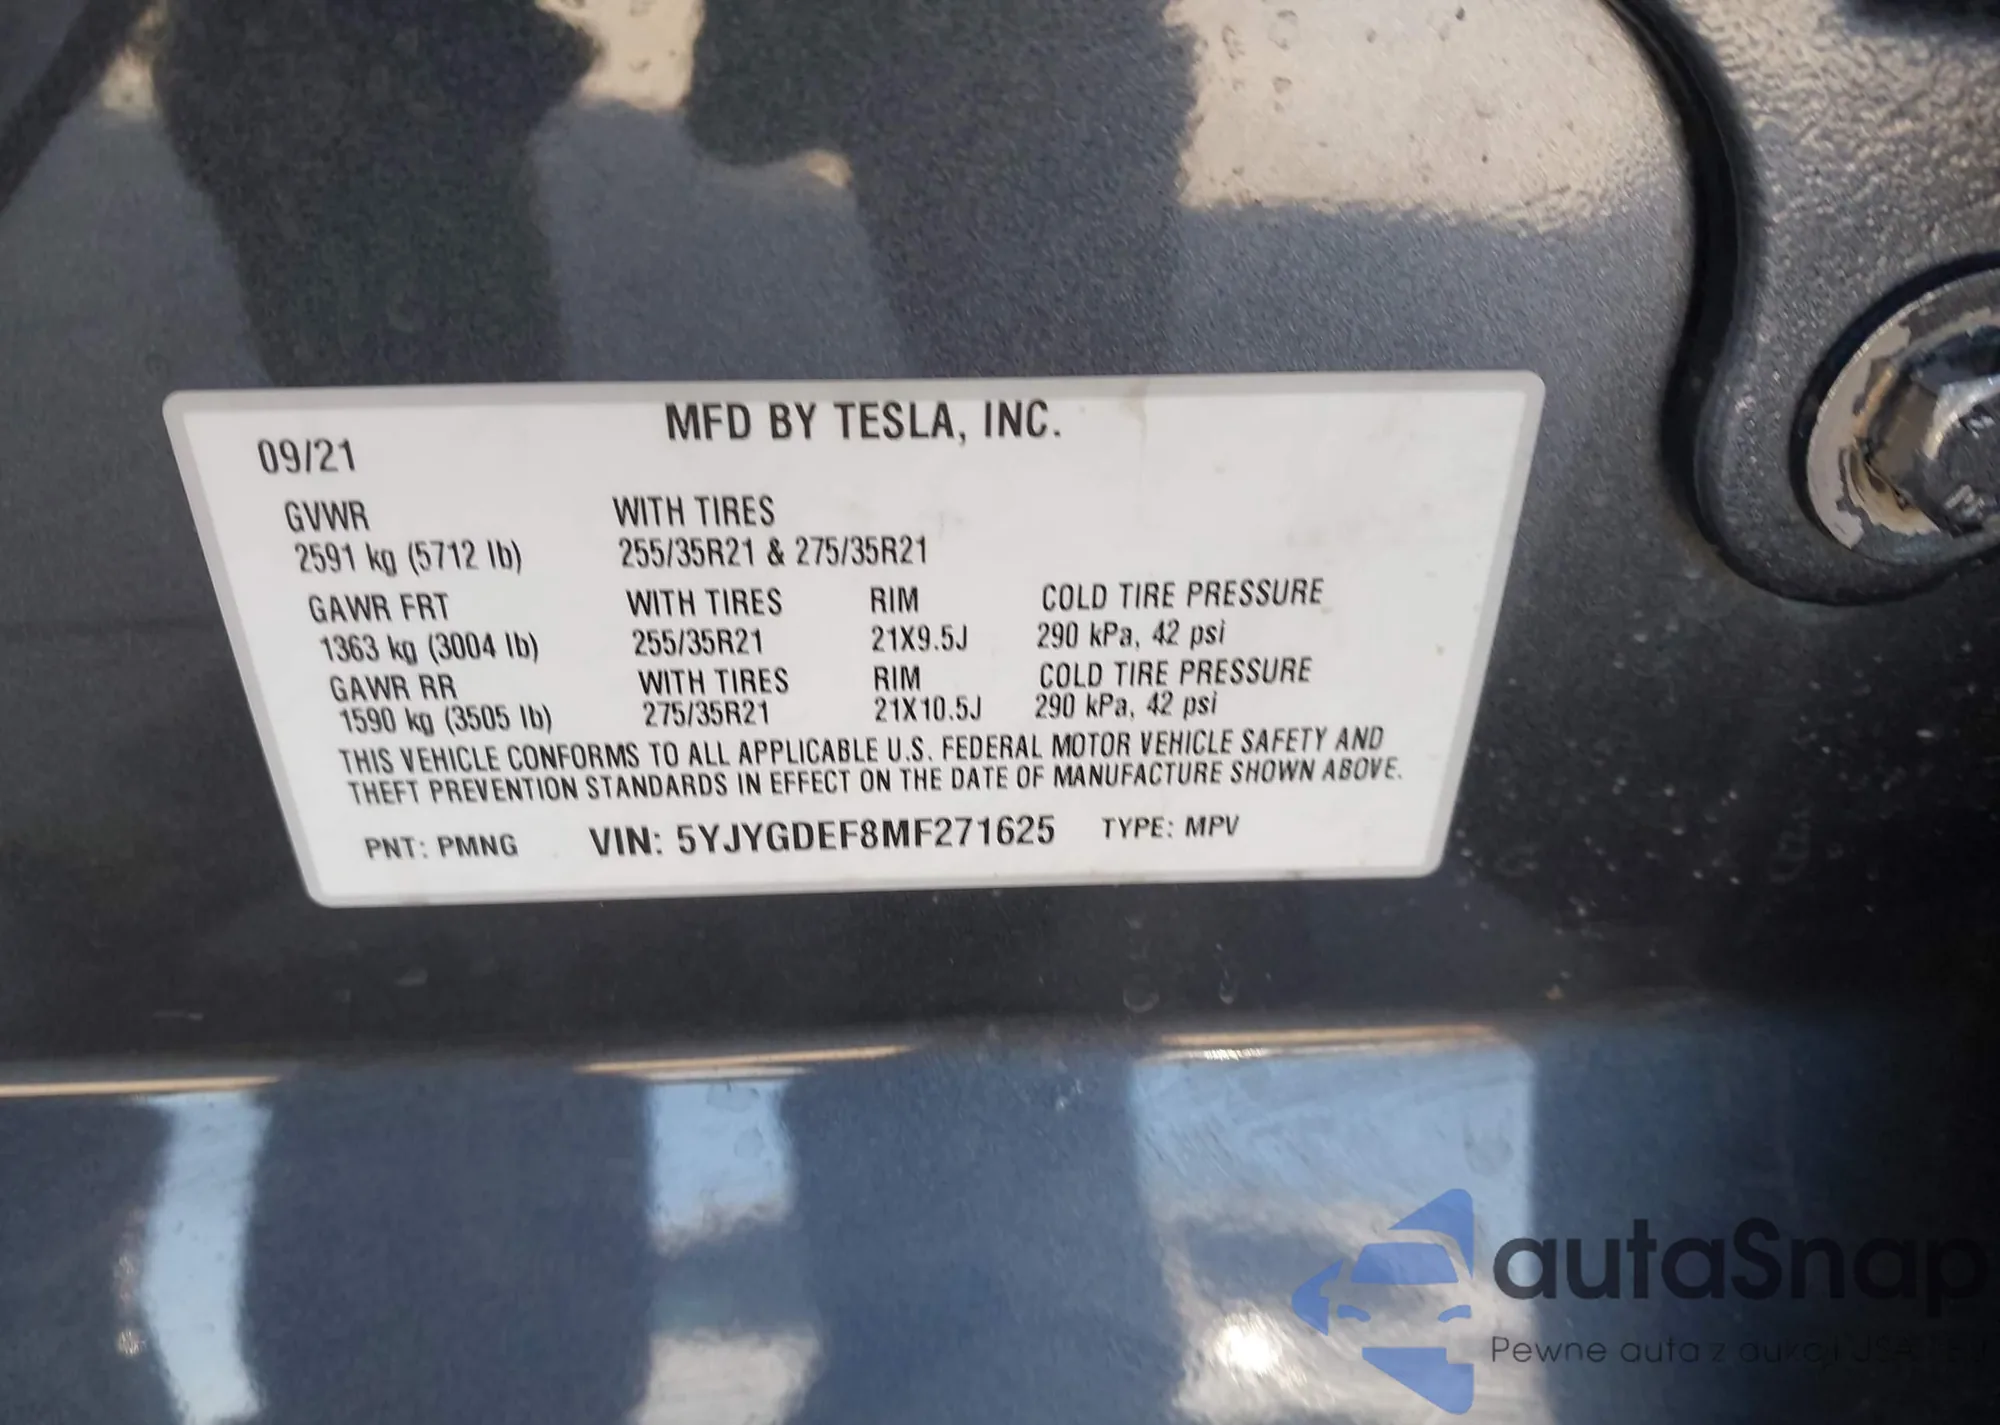 MFD BY TESLA, INC.
09/21
GVWR WITH TIRES
2591 kg (5712 lb) 255/35R21 & 275/35R21
GAWR FRT WITH TIRES RIM COLD TIRE PRESSURE
1363 kg (3004 lb) 255/35R21 21X9.5J 290 kPa, 42 psi
GAWR RR WITH TIRES RIM COLD TIRE PRESSURE
1590 kg (3505 lb) 275/35R21 21X10.5J 290 kPa, 42 psi
THIS VEHICLE CONFORMS TO ALL APPLICABLE U.S. FEDERAL MOTOR VEHICLE SAFETY AND
THEFT PREVENTION STANDARDS IN EFFECT ON THE DATE OF MANUFACTURE SHOWN ABOVE.
PNT: PMNG VIN: 5YJYGDEF8MF271625 TYPE: MPV
autaSnap
Pewne auta z aukcji USA